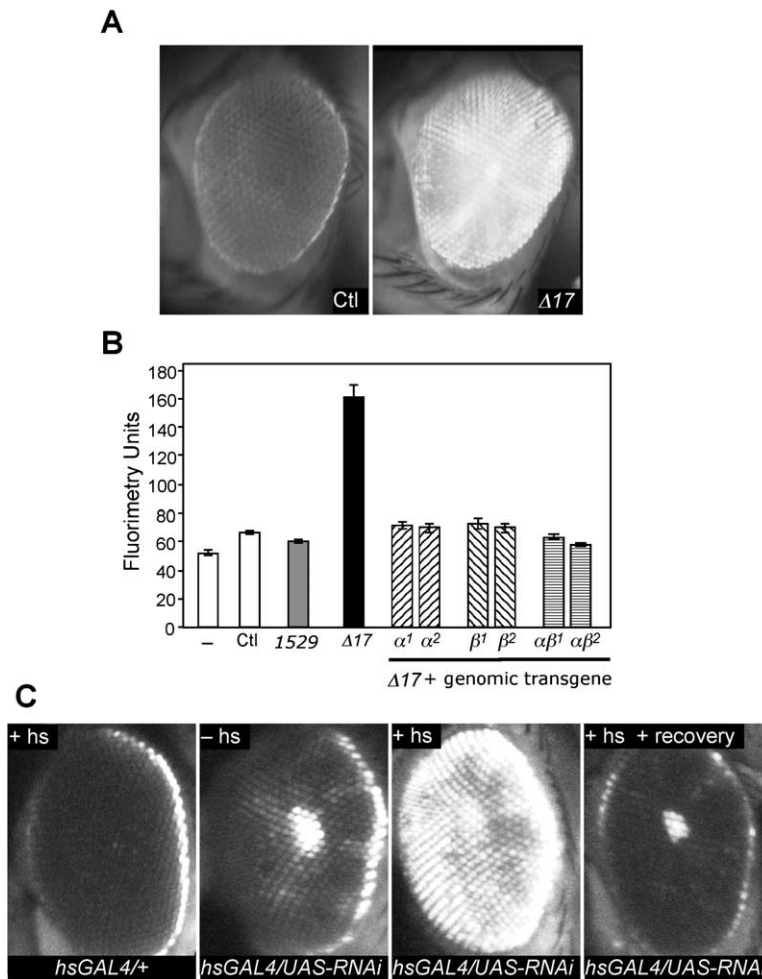 A
Ctl
Δ17
B
Fluorimetry Units
180
160
140
120
100
80
60
40
20
0
– Ctl 1529 Δ17 α1 α2 β1 β2 αβ1 αβ2
Δ17 + genomic transgene
C
+ hs
– hs
+ hs
+ hs + recovery
hsGAL4/+
hsGAL4/UAS-RNAi
hsGAL4/UAS-RNAi
hsGAL4/UAS-RNAi